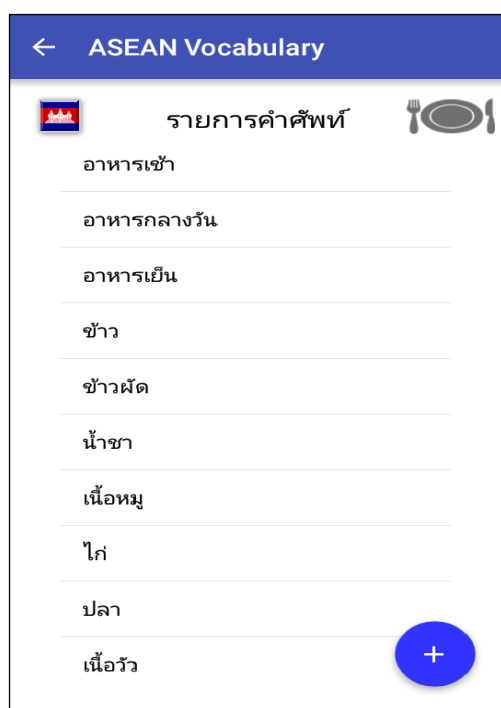 ASEAN Vocabulary
รายการคำศัพท์
อาหารเช้า
อาหารกลางวัน
อาหารเย็น
ข้าว
ข้าวผัด
น้ำชา
เนื้อหมู
ไก่
ปลา
เนื้อวัว